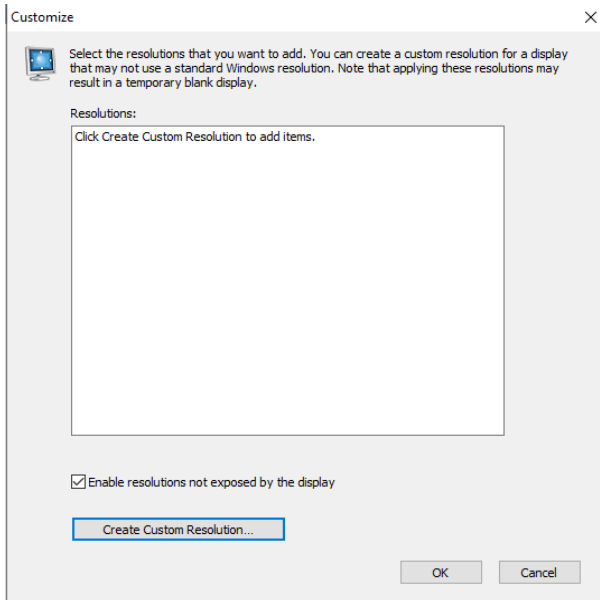 Customize
Select the resolutions that you want to add. You can create a custom resolution for a display
that may not use a standard Windows resolution. Note that applying these resolutions may
result in a temporary blank display.
Resolutions:
Click Create Custom Resolution to add items.
Enable resolutions not exposed by the display
Create Custom Resolution...
OK
Cancel